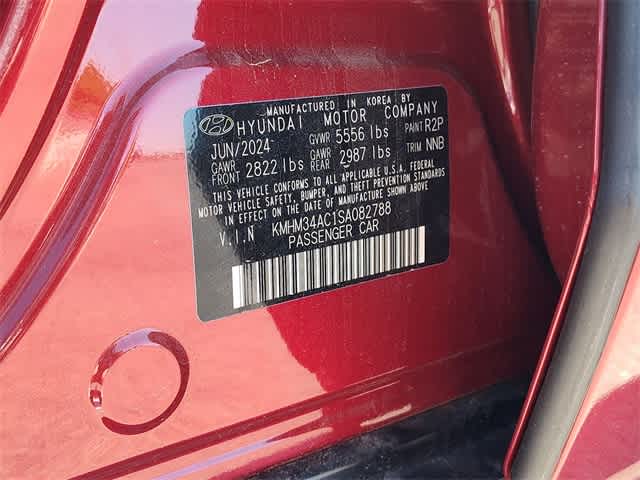 MANUFACTURED IN KOREA BY
HYUNDAI MOTOR COMPANY
JUN/2024 GVWR 5556 lbs PAINT R2P
GAWR FRONT 2822 lbs GAWR REAR 2987 lbs TRIM NNB
THIS VEHICLE CONFORMS TO ALL APPLICABLE U.S.A. FEDERAL
MOTOR VEHICLE SAFETY, BUMPER, AND THEFT PREVENTION STANDARDS
IN EFFECT ON THE DATE OF MANUFACTURE SHOWN ABOVE.
V.I.N KMHM34AC1SA082788
PASSENGER CAR